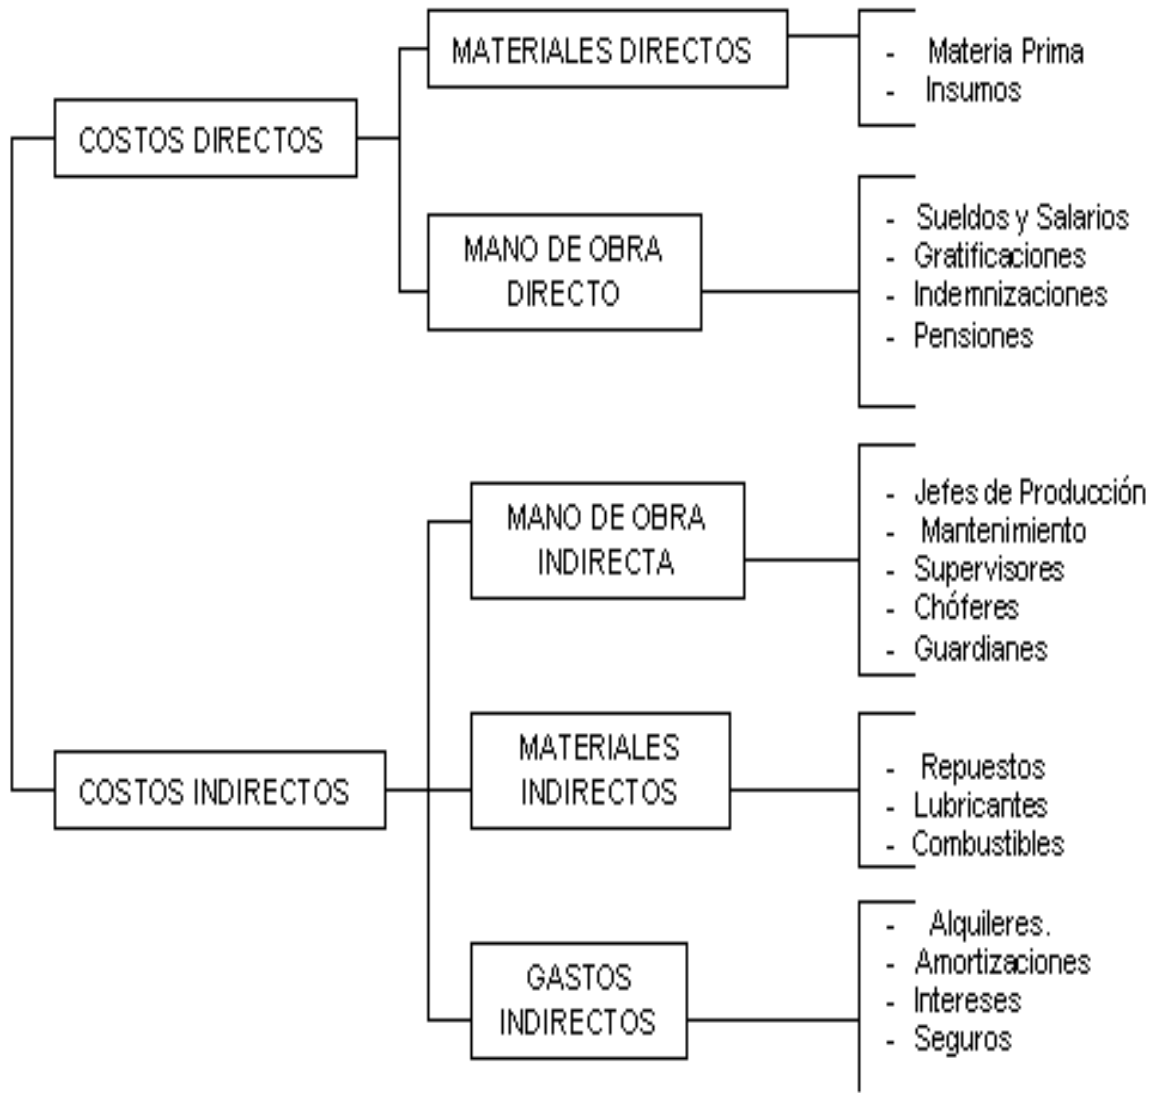 MATERIALES DIRECTOS
- Materia Prima
- Insumos
COSTOS DIRECTOS
MANO DE OBRA
DIRECTO
- Sueldos y Salarios
- Gratificaciones
- Indemnizaciones
- Pensiones
MANO DE OBRA
INDIRECTA
- Jefes de Producción
- Mantenimiento
- Supervisores
- Chóferes
- Guardianes
COSTOS INDIRECTOS
MATERIALES
INDIRECTOS
- Repuestos
- Lubricantes
- Combustibles
GASTOS
INDIRECTOS
- Alquileres.
- Amortizaciones
- Intereses
- Seguros